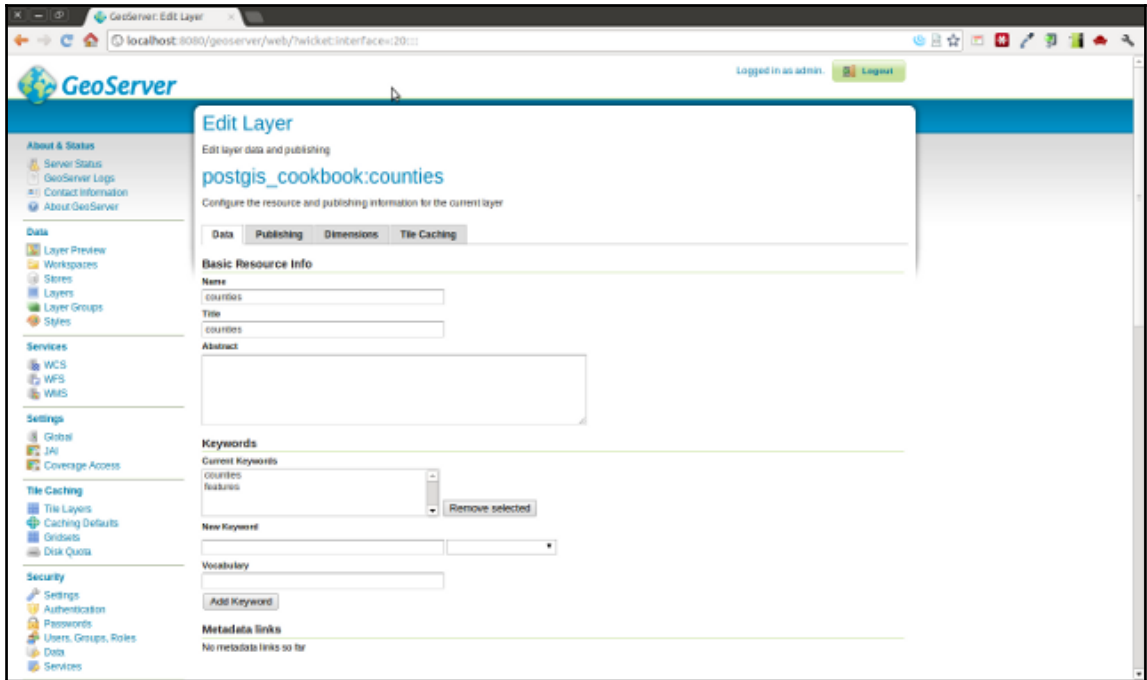 GeoServer: Edit Layer
localhost:8080/geoserver/web/?wicket:interface=:20:::
GeoServer
Logged in as admin.
Logout
Edit Layer
Edit layer data and publishing
postgis_cookbook:counties
Configure the resource and publishing information for the current layer
Data Publishing Dimensions Tile Caching
Basic Resource Info
Name
counties
Title
counties
Abstract
Keywords
Current Keywords
counties
features
Remove selected
New Keyword
Vocabulary
Add Keyword
Metadata links
No metadata links so far
About & Status
Server Status
GeoServer Logs
Contact Information
About GeoServer
Data
Layer Preview
Workspaces
Stores
Layers
Layer Groups
Styles
Services
WCS
WFS
WMS
Settings
Global
JAI
Coverage Access
Tile Caching
Tile Layers
Caching Defaults
Gridsets
Disk Quota
Security
Settings
Authentication
Passwords
Users, Groups, Roles
Data
Services